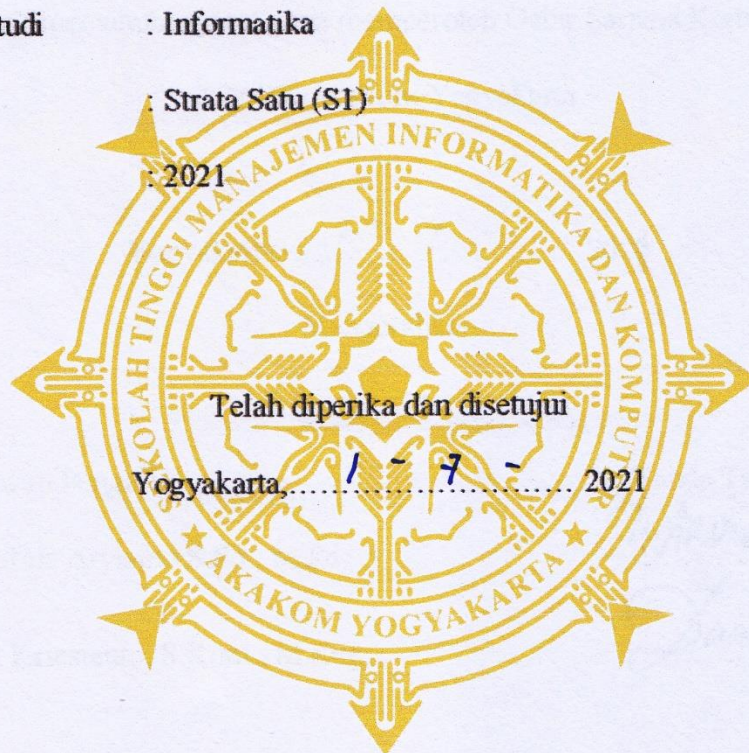 tudi : Informatika
: Strata Satu (S1)
: 2021
SEKOLAH TINGGI MANAJEMEN INFORMATIKA DAN KOMPUTER
Telah diperika dan disetujui
Yogyakarta,.... 1 - 7 - .... 2021
★ AKAKOM YOGYAKARTA ★